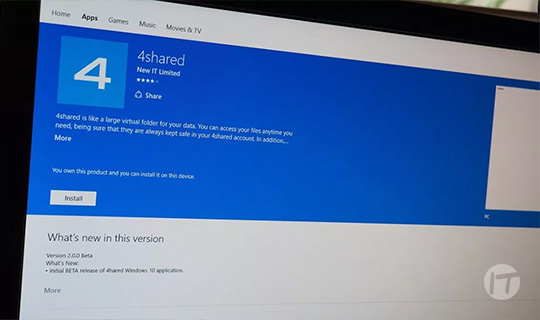 Home Apps Games Music Movies & TV
4
4shared
New IT Limited
Share
4shared is like a large virtual folder for your data. You can access your files anytime you
need, being sure that they are always kept safe in your 4shared account. In addition,...
More
You own this product and you can install it on this device.
Install
PC
What's new in this version
Version 2.0.0 Beta
What's New:
• Initial BETA release of 4hared Windows 10 application.
More
IT